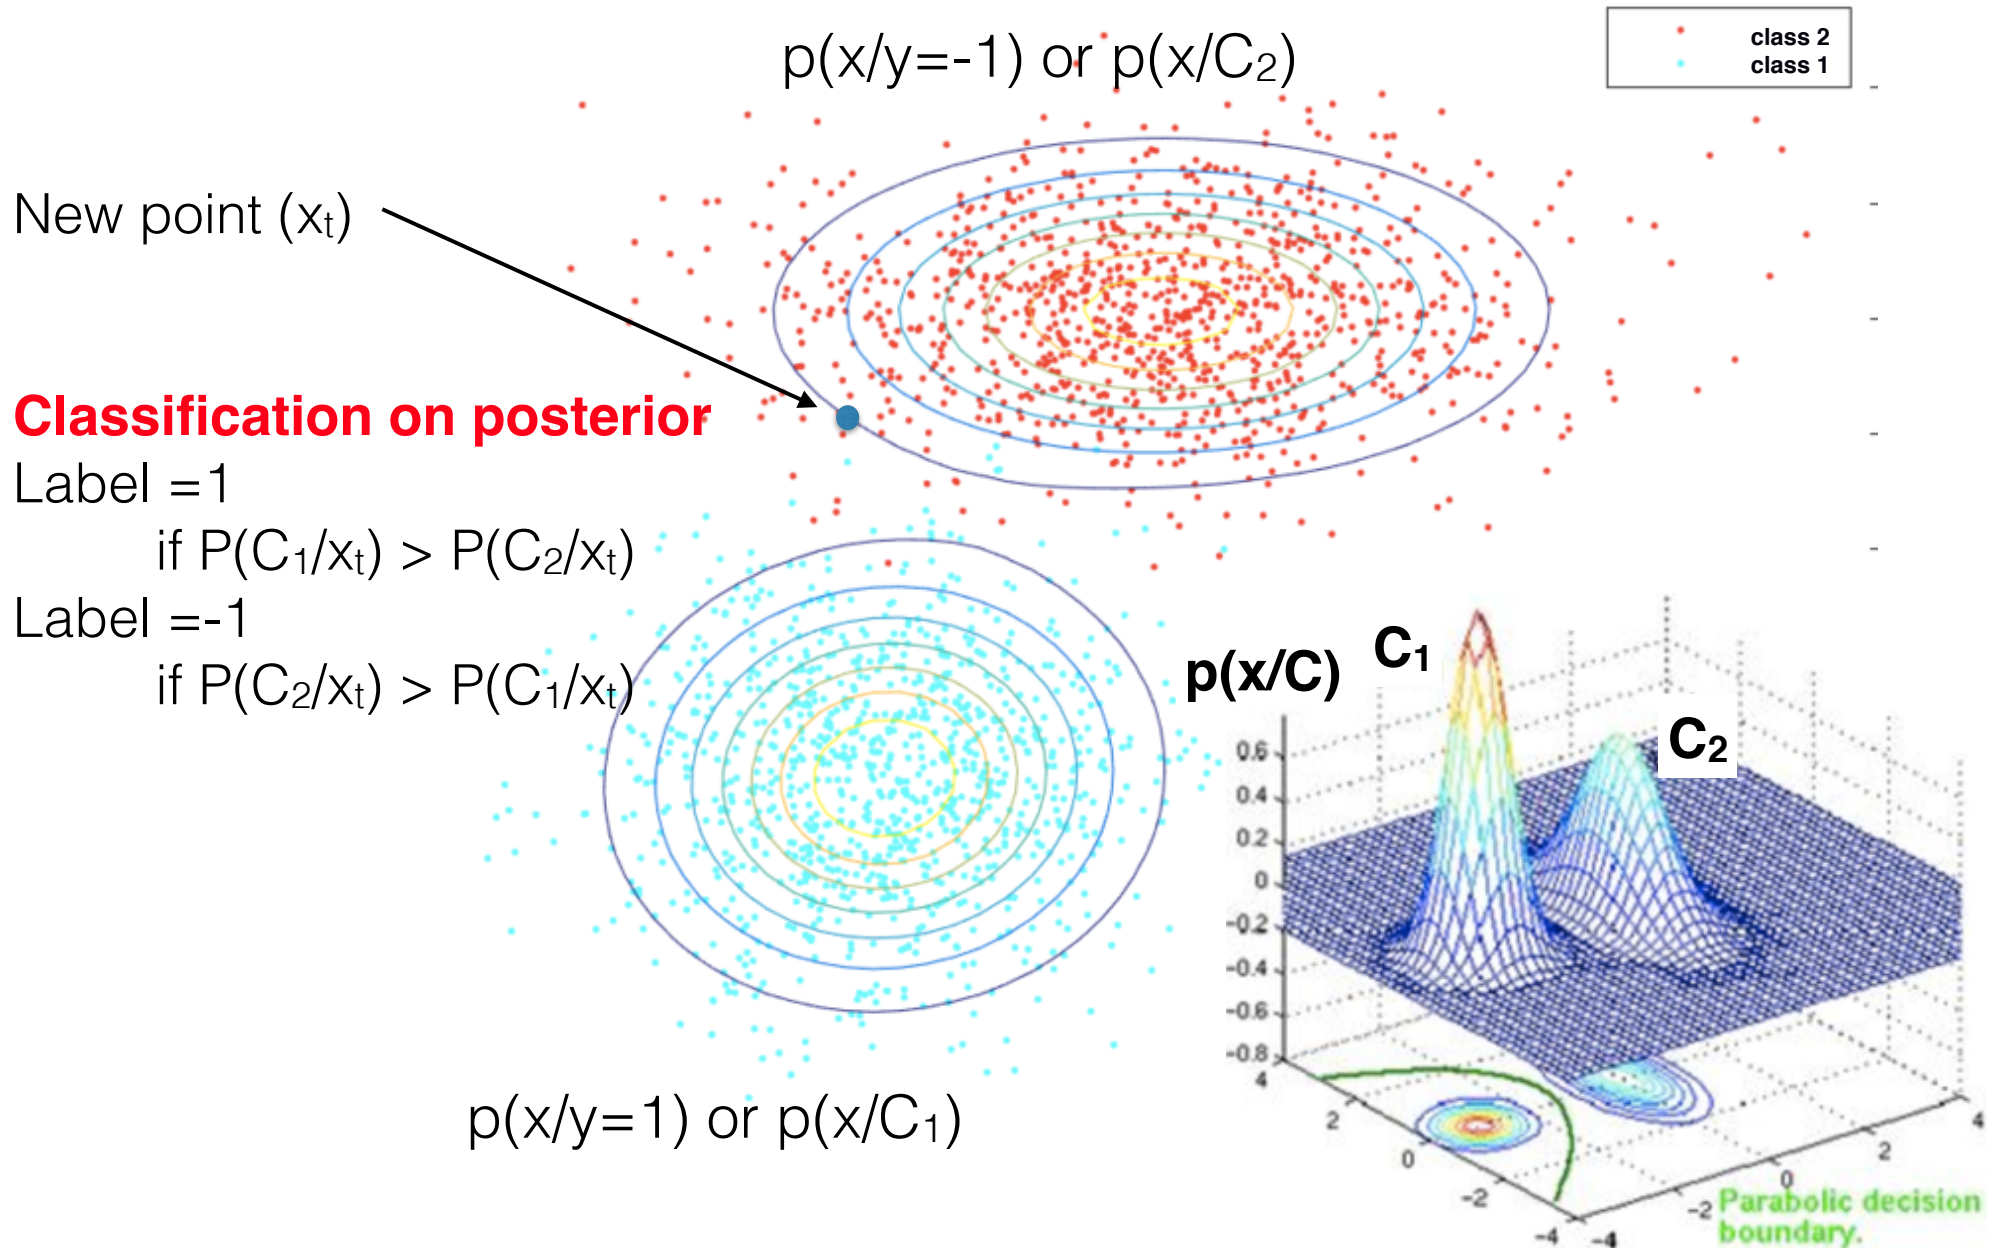 p(x/y=-1) or p(x/C₂)
class 2
class 1
New point (xₜ)
Classification on posterior
Label =1
if P(C₁/xₜ) > P(C₂/xₜ)
Label =-1
if P(C₂/xₜ) > P(C₁/xₜ)
p(x/y=1) or p(x/C₁)
p(x/C)
C₁
C₂
0.6
0.4
0.2
0
-0.2
-0.4
-0.6
-0.8
4
2
0
-2
-4
-4
-2
0
2
4
Parabolic decision
boundary.